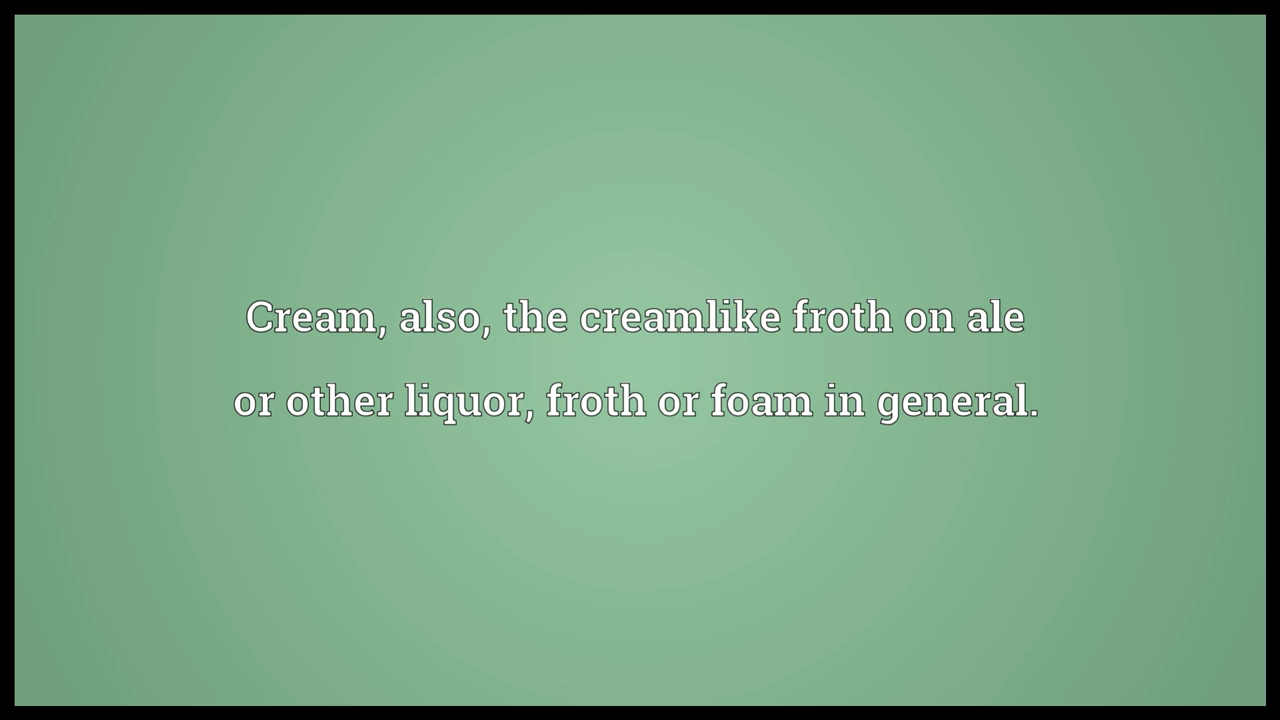 Cream, also, the creamlike froth on ale
or other liquor, froth or foam in general.